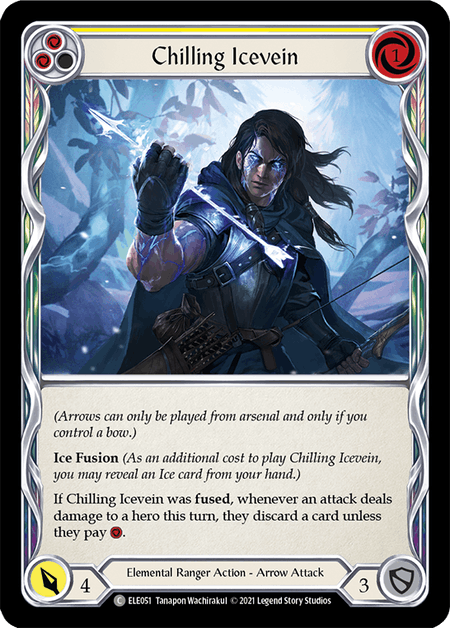 Chilling Icevein
1
(Arrows can only be played from arsenal and only if you
control a bow.)
Ice Fusion (As an additional cost to play Chilling Icevein,
you may reveal an Ice card from your hand.)
If Chilling Icevein was fused, whenever an attack deals
damage to a hero this turn, they discard a card unless
they pay .
4
Elemental Ranger Action - Arrow Attack
3
C ELE051 Tanapon Wachirakul © 2021 Legend Story Studios